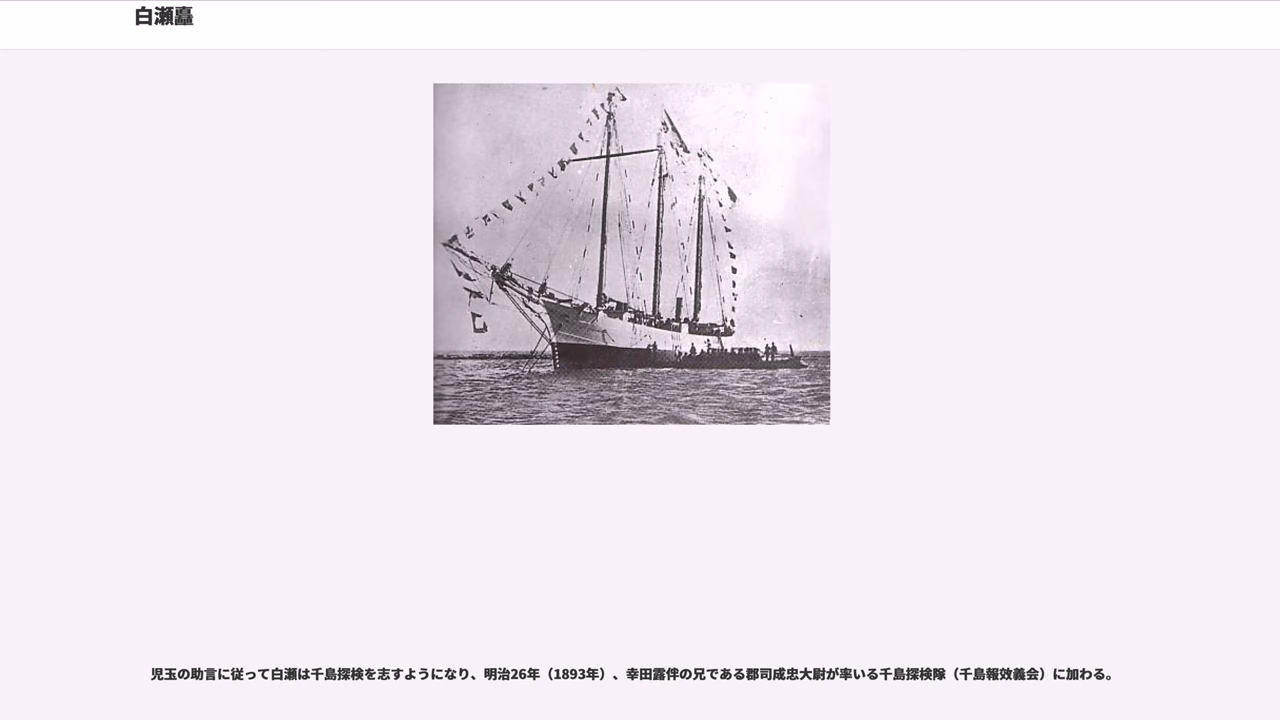 白瀬矗
児玉の助言に従って白瀬は千島探検を志すようになり、明治26年（1893年）、幸田露伴の兄である郡司成忠大尉が率いる千島探検隊（千島報效義会）に加わる。